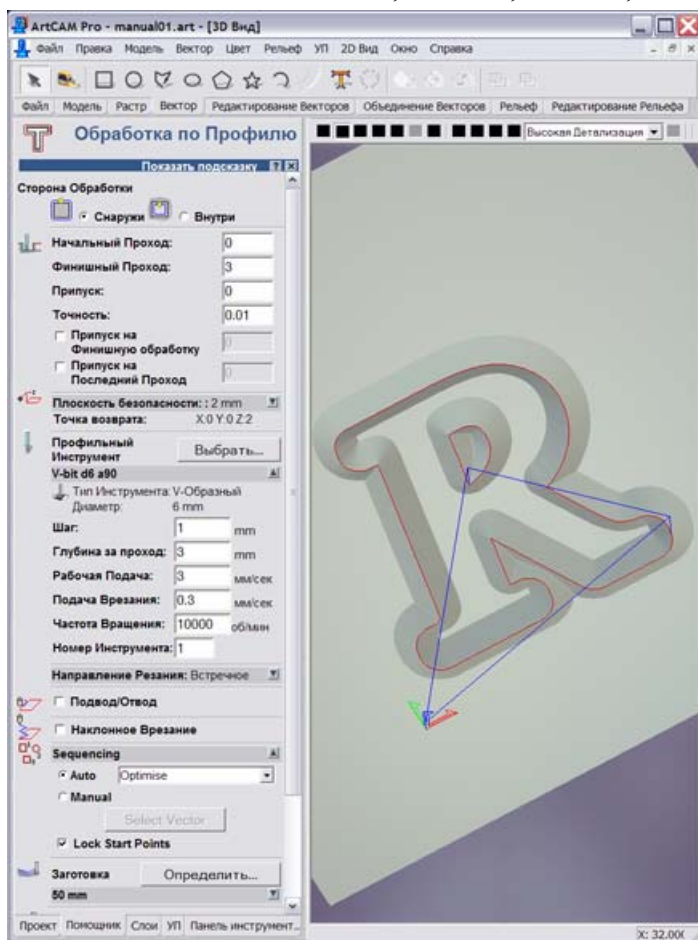 ArtCAM Pro - manual01.art - [3D Вид]
Файл Правка Модель Вектор Цвет Рельеф УП 2D Вид Окно Справка
Файл Модель Растр Вектор Редактирование Векторов Объединение Векторов Рельеф Редактирование Рельефа
Обработка по Профилю
Высокая Детализация
Показать подсказку
Сторона Обработки
Снаружи Внутри
Начальный Проход: 0
Финишный Проход: 3
Припуск: 0
Точность: 0.01
Припуск на
Финишную обработку 0
Припуск на
Последний Проход 0
Плоскость безопасности: : 2 mm
Точка возврата: X:0 Y:0 Z:2
Профильный
Инструмент Выбрать...
V-bit d6 a90
Тип Инструмента: V-Образный
Диаметр: 6 mm
Шаг: 1 mm
Глубина за проход: 3 mm
Рабочая Подача: 3 мм/сек
Подача Врезания: 0.3 мм/сек
Частота Вращения: 10000 об/мин
Номер Инструмента: 1
Направление Резания: Встречное
Подвод/Отвод
Наклонное Врезание
Sequencing
Auto Optimise
Manual
Select Vector
Lock Start Points
Заготовка Определить...
50 mm
Проект Помощник Слои УП Панель инструмент...
X: 32.00